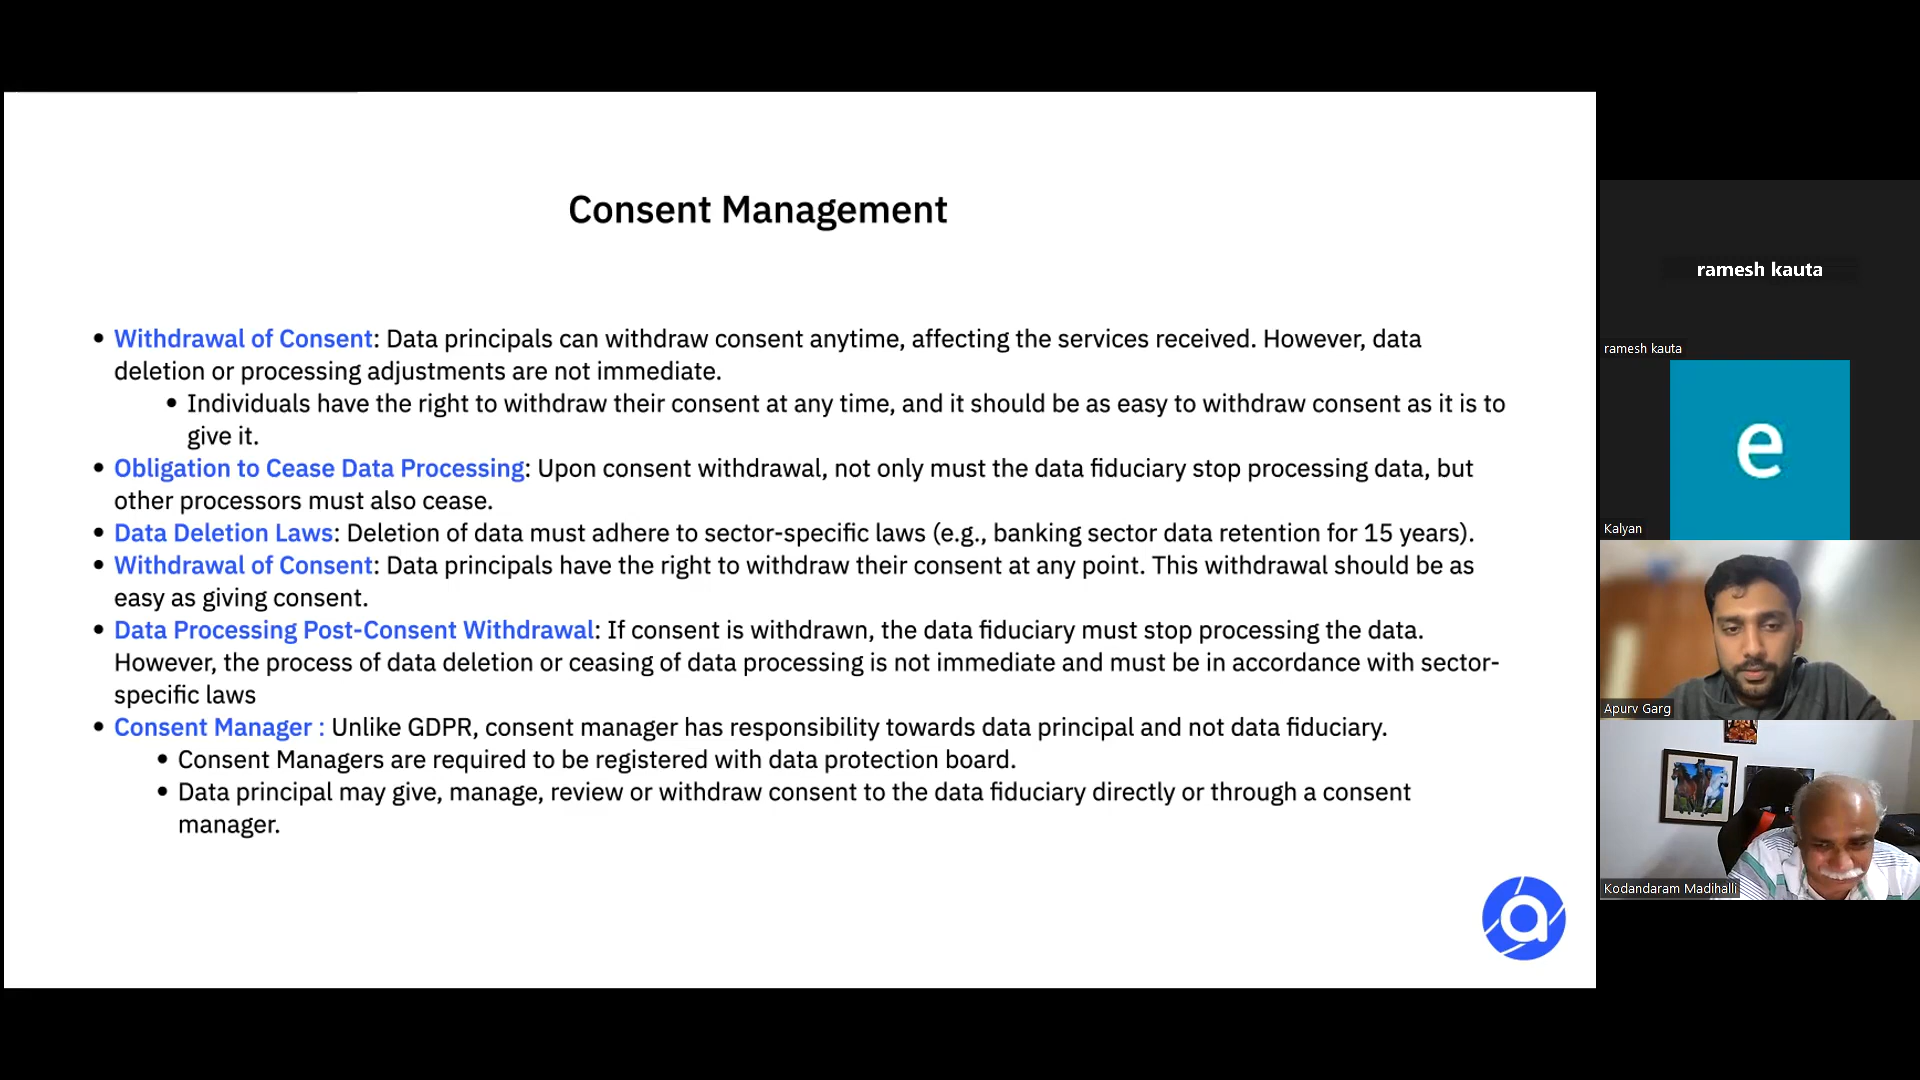 Consent Management
• Withdrawal of Consent: Data principals can withdraw consent anytime, affecting the services received. However, data
deletion or processing adjustments are not immediate.
• Individuals have the right to withdraw their consent at any time, and it should be as easy to withdraw consent as it is to
give it.
• Obligation to Cease Data Processing: Upon consent withdrawal, not only must the data fiduciary stop processing data, but
other processors must also cease.
• Data Deletion Laws: Deletion of data must adhere to sector-specific laws (e.g., banking sector data retention for 15 years).
• Withdrawal of Consent: Data principals have the right to withdraw their consent at any point. This withdrawal should be as
easy as giving consent.
• Data Processing Post-Consent Withdrawal: If consent is withdrawn, the data fiduciary must stop processing the data.
However, the process of data deletion or ceasing of data processing is not immediate and must be in accordance with sector-
specific laws
• Consent Manager : Unlike GDPR, consent manager has responsibility towards data principal and not data fiduciary.
• Consent Managers are required to be registered with data protection board.
• Data principal may give, manage, review or withdraw consent to the data fiduciary directly or through a consent
manager.
a
ramesh kauta
ramesh kauta
e
Kalyan
Apurv Garg
Kodandaram Madihalli